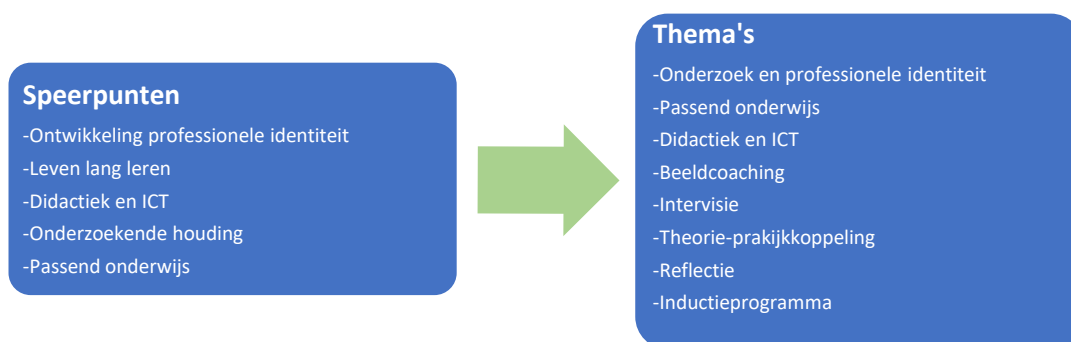 Speerpunten
-Ontwikkeling professionele identiteit
-Leven lang leren
-Didactiek en ICT
-Onderzoekende houding
-Passend onderwijs
Thema's
-Onderzoek en professionele identiteit
-Passend onderwijs
-Didactiek en ICT
-Beeldcoaching
-Intervisie
-Theorie-prakijkkoppeling
-Reflectie
-Inductieprogramma